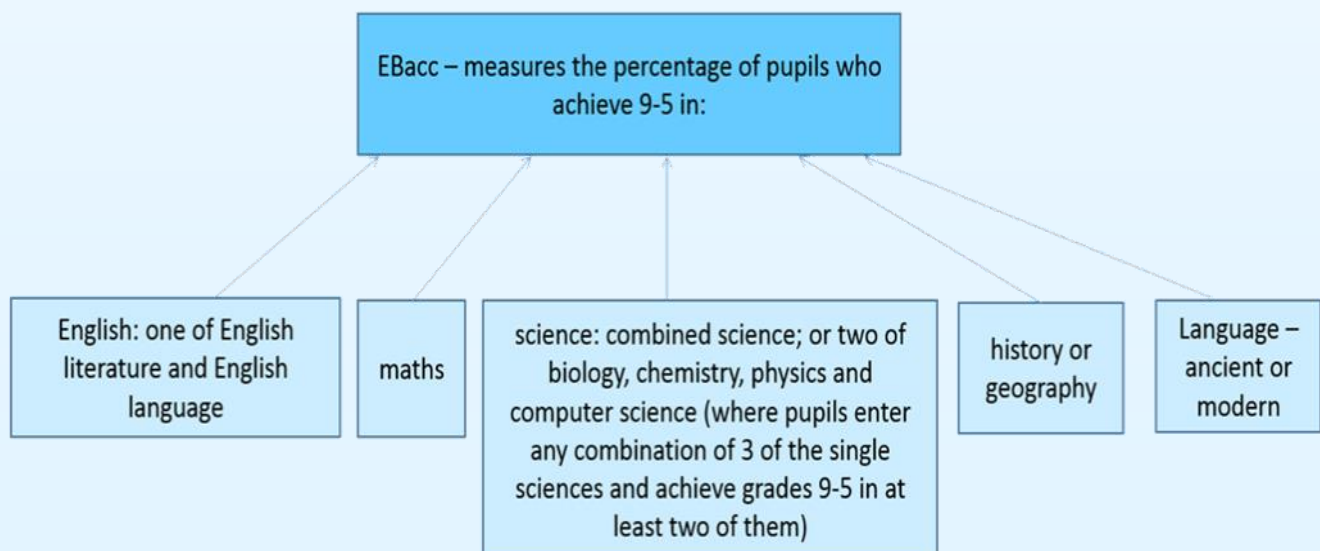 EBacc – measures the percentage of pupils who
achieve 9-5 in:
English: one of English
literature and English
language
maths
science: combined science; or two of
biology, chemistry, physics and
computer science (where pupils enter
any combination of 3 of the single
sciences and achieve grades 9-5 in at
least two of them)
history or
geography
Language –
ancient or
modern